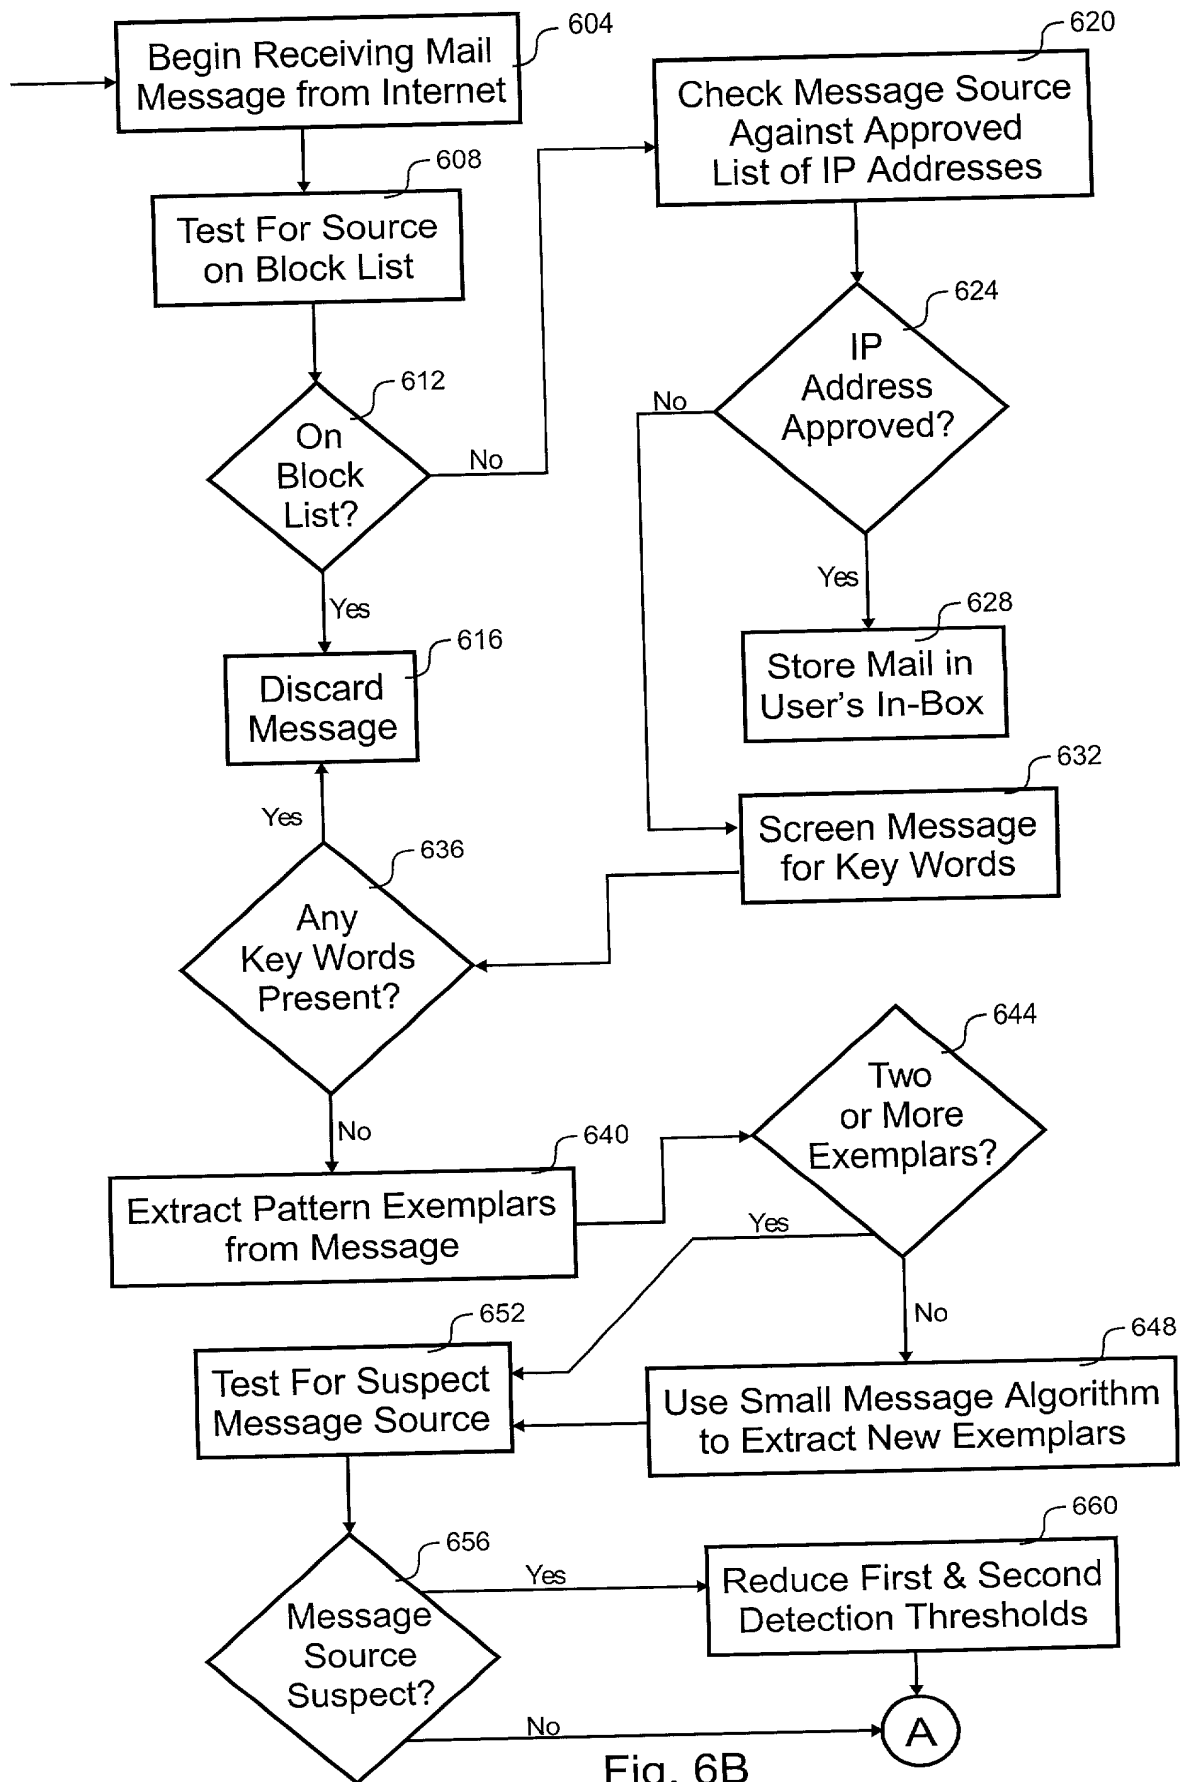 604
Begin Receiving Mail
Message from Internet
608
Test For Source
on Block List
612
On
Block
List?
No
Yes
616
Discard
Message
620
Check Message Source
Against Approved
List of IP Addresses
624
IP
Address
Approved?
No
Yes
628
Store Mail in
User's In-Box
632
Screen Message
for Key Words
Yes
636
Any
Key Words
Present?
No
640
Extract Pattern Exemplars
from Message
644
Two
or More
Exemplars?
Yes
No
648
Use Small Message Algorithm
to Extract New Exemplars
652
Test For Suspect
Message Source
656
Message
Source
Suspect?
Yes
No
660
Reduce First & Second
Detection Thresholds
A
Fig. 6B